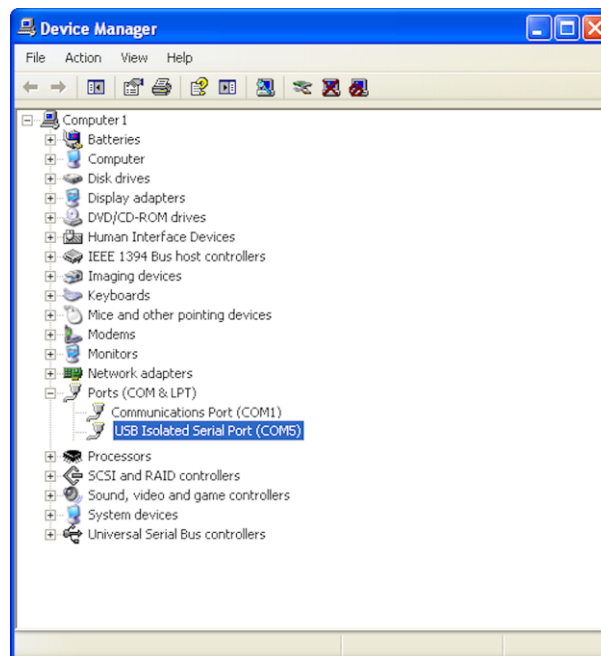 Device Manager
File Action View Help
Computer1
Batteries
Computer
Disk drives
Display adapters
DVD/CD-ROM drives
Human Interface Devices
IEEE 1394 Bus host controllers
Imaging devices
Keyboards
Mice and other pointing devices
Modems
Monitors
Network adapters
Ports (COM & LPT)
Communications Port (COM1)
USB Isolated Serial Port (COM5)
Processors
SCSI and RAID controllers
Sound, video and game controllers
System devices
Universal Serial Bus controllers